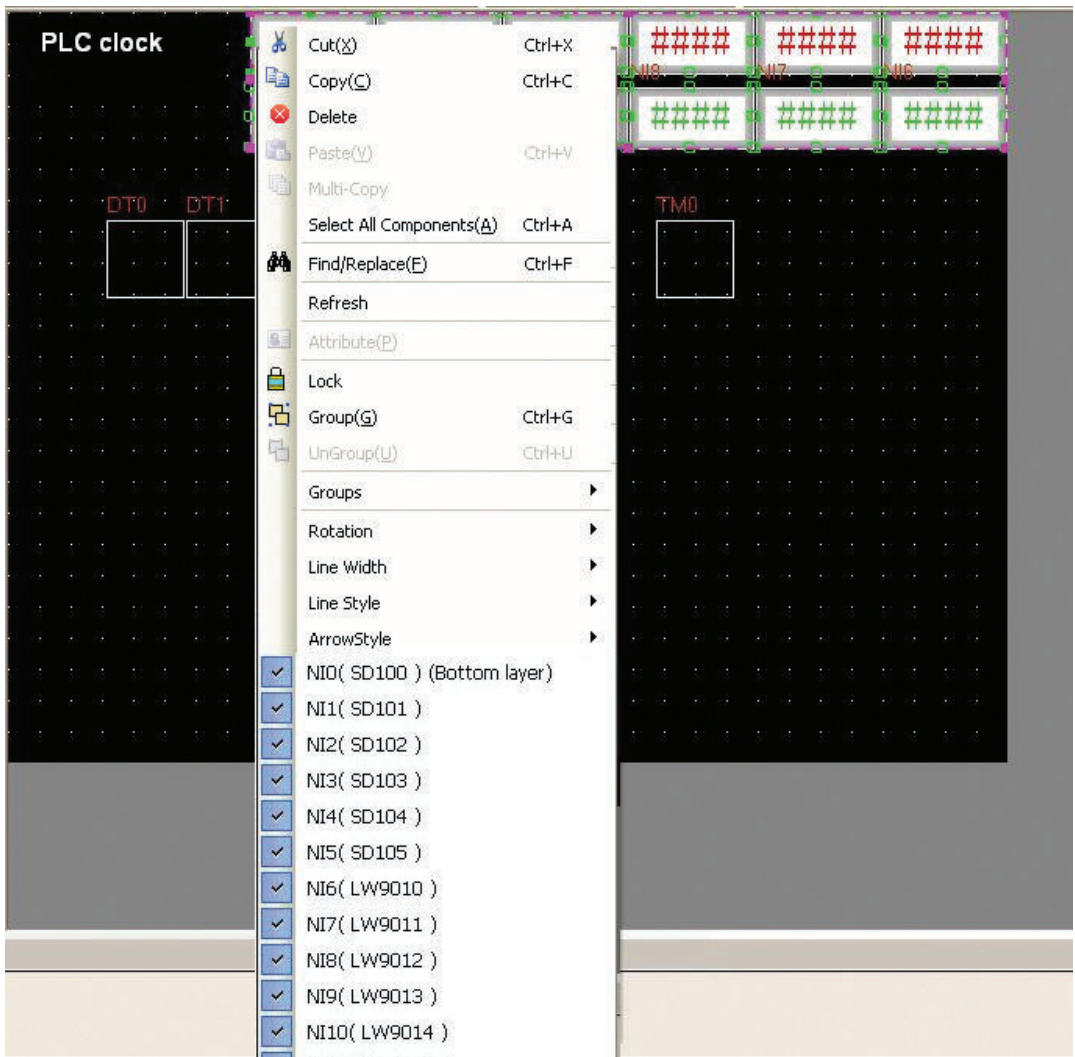 PLC clock
#### #### ####
NI8 NI7 NI6
#### #### ####
DT0 DT1 TM0
Cut(X) Ctrl+X
Copy(C) Ctrl+C
Delete
Paste(V) Ctrl+V
Multi-Copy
Select All Components(A) Ctrl+A
Find/Replace(F) Ctrl+F
Refresh
Attribute(P)
Lock
Group(G) Ctrl+G
UnGroup(U) Ctrl+U
Groups
Rotation
Line Width
Line Style
ArrowStyle
NI0( SD100 ) (Bottom layer)
NI1( SD101 )
NI2( SD102 )
NI3( SD103 )
NI4( SD104 )
NI5( SD105 )
NI6( LW9010 )
NI7( LW9011 )
NI8( LW9012 )
NI9( LW9013 )
NI10( LW9014 )